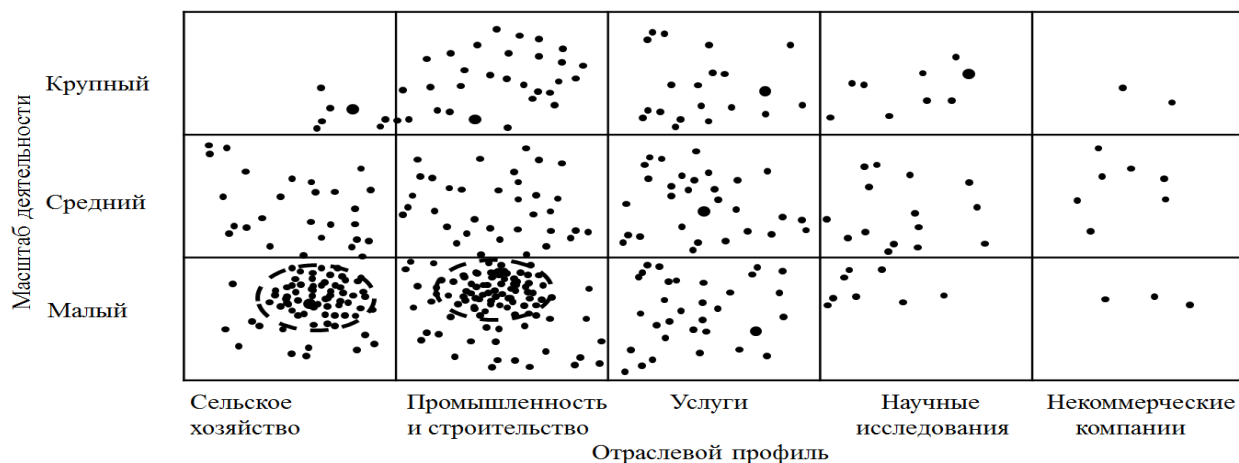 Масштаб деятельности
Крупный
Средний
Малый
Сельское
хозяйство
Промышленность
и строительство
Услуги
Научные
исследования
Некоммерческие
компании
Отраслевой профиль